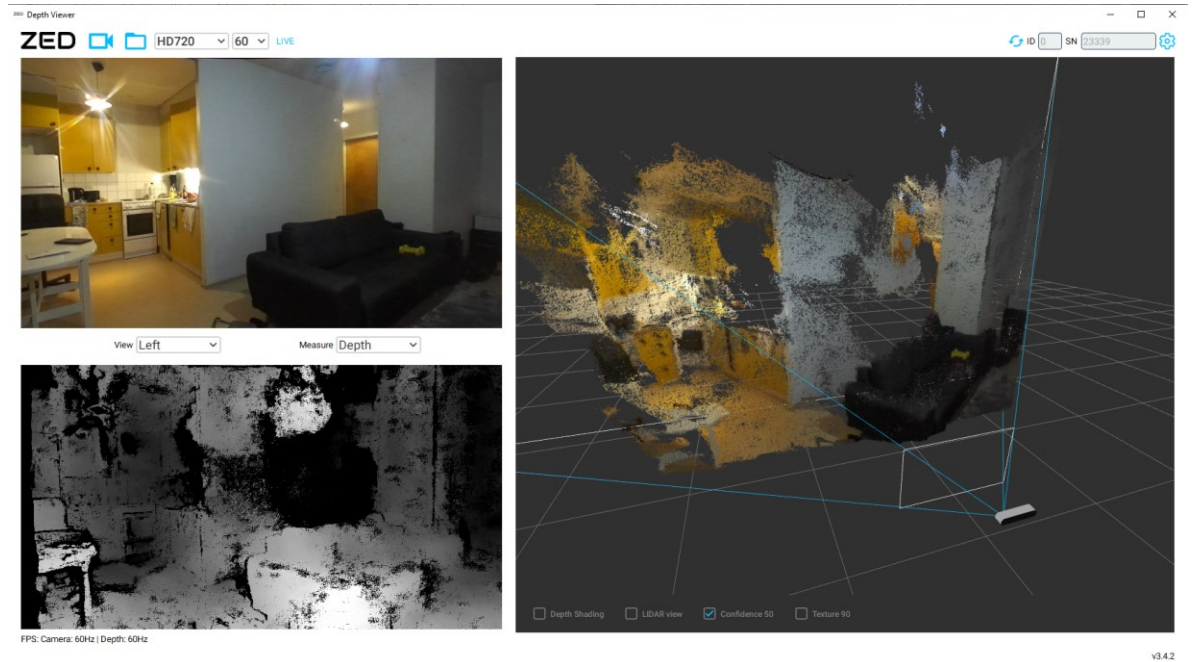 ZED Depth Viewer
ZED HD720 60 LIVE ID 0 SN 23339
View Left Measure Depth
Depth Shading LIDAR view Confidence 50 Texture 90
FPS: Camera: 60Hz | Depth: 60Hz
v3.4.2